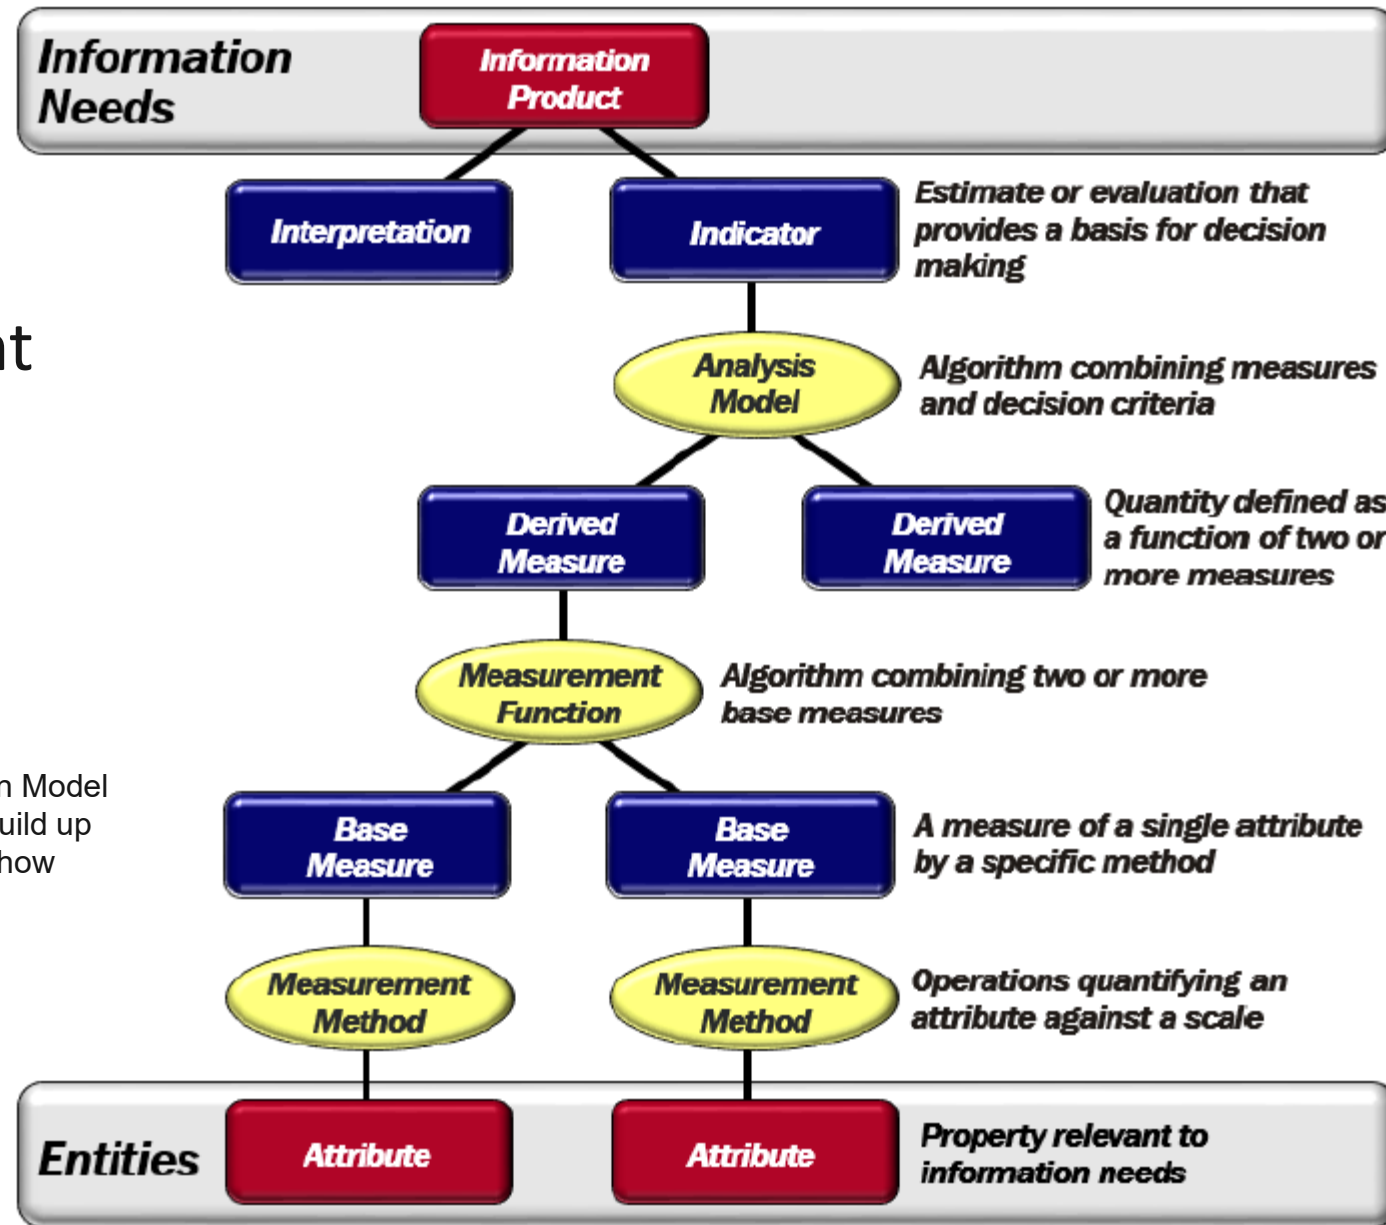 Information
Needs
Information
Product
Interpretation
Indicator
Estimate or evaluation that
provides a basis for decision
making
nt
Analysis
Model
Algorithm combining measures
and decision criteria
Derived
Measure
Derived
Measure
Quantity defined as
a function of two or
more measures
Measurement
Function
Algorithm combining two or more
base measures
n Model
uild up
how
Base
Measure
Base
Measure
A measure of a single attribute
by a specific method
Measurement
Method
Measurement
Method
Operations quantifying an
attribute against a scale
Entities
Attribute
Attribute
Property relevant to
information needs